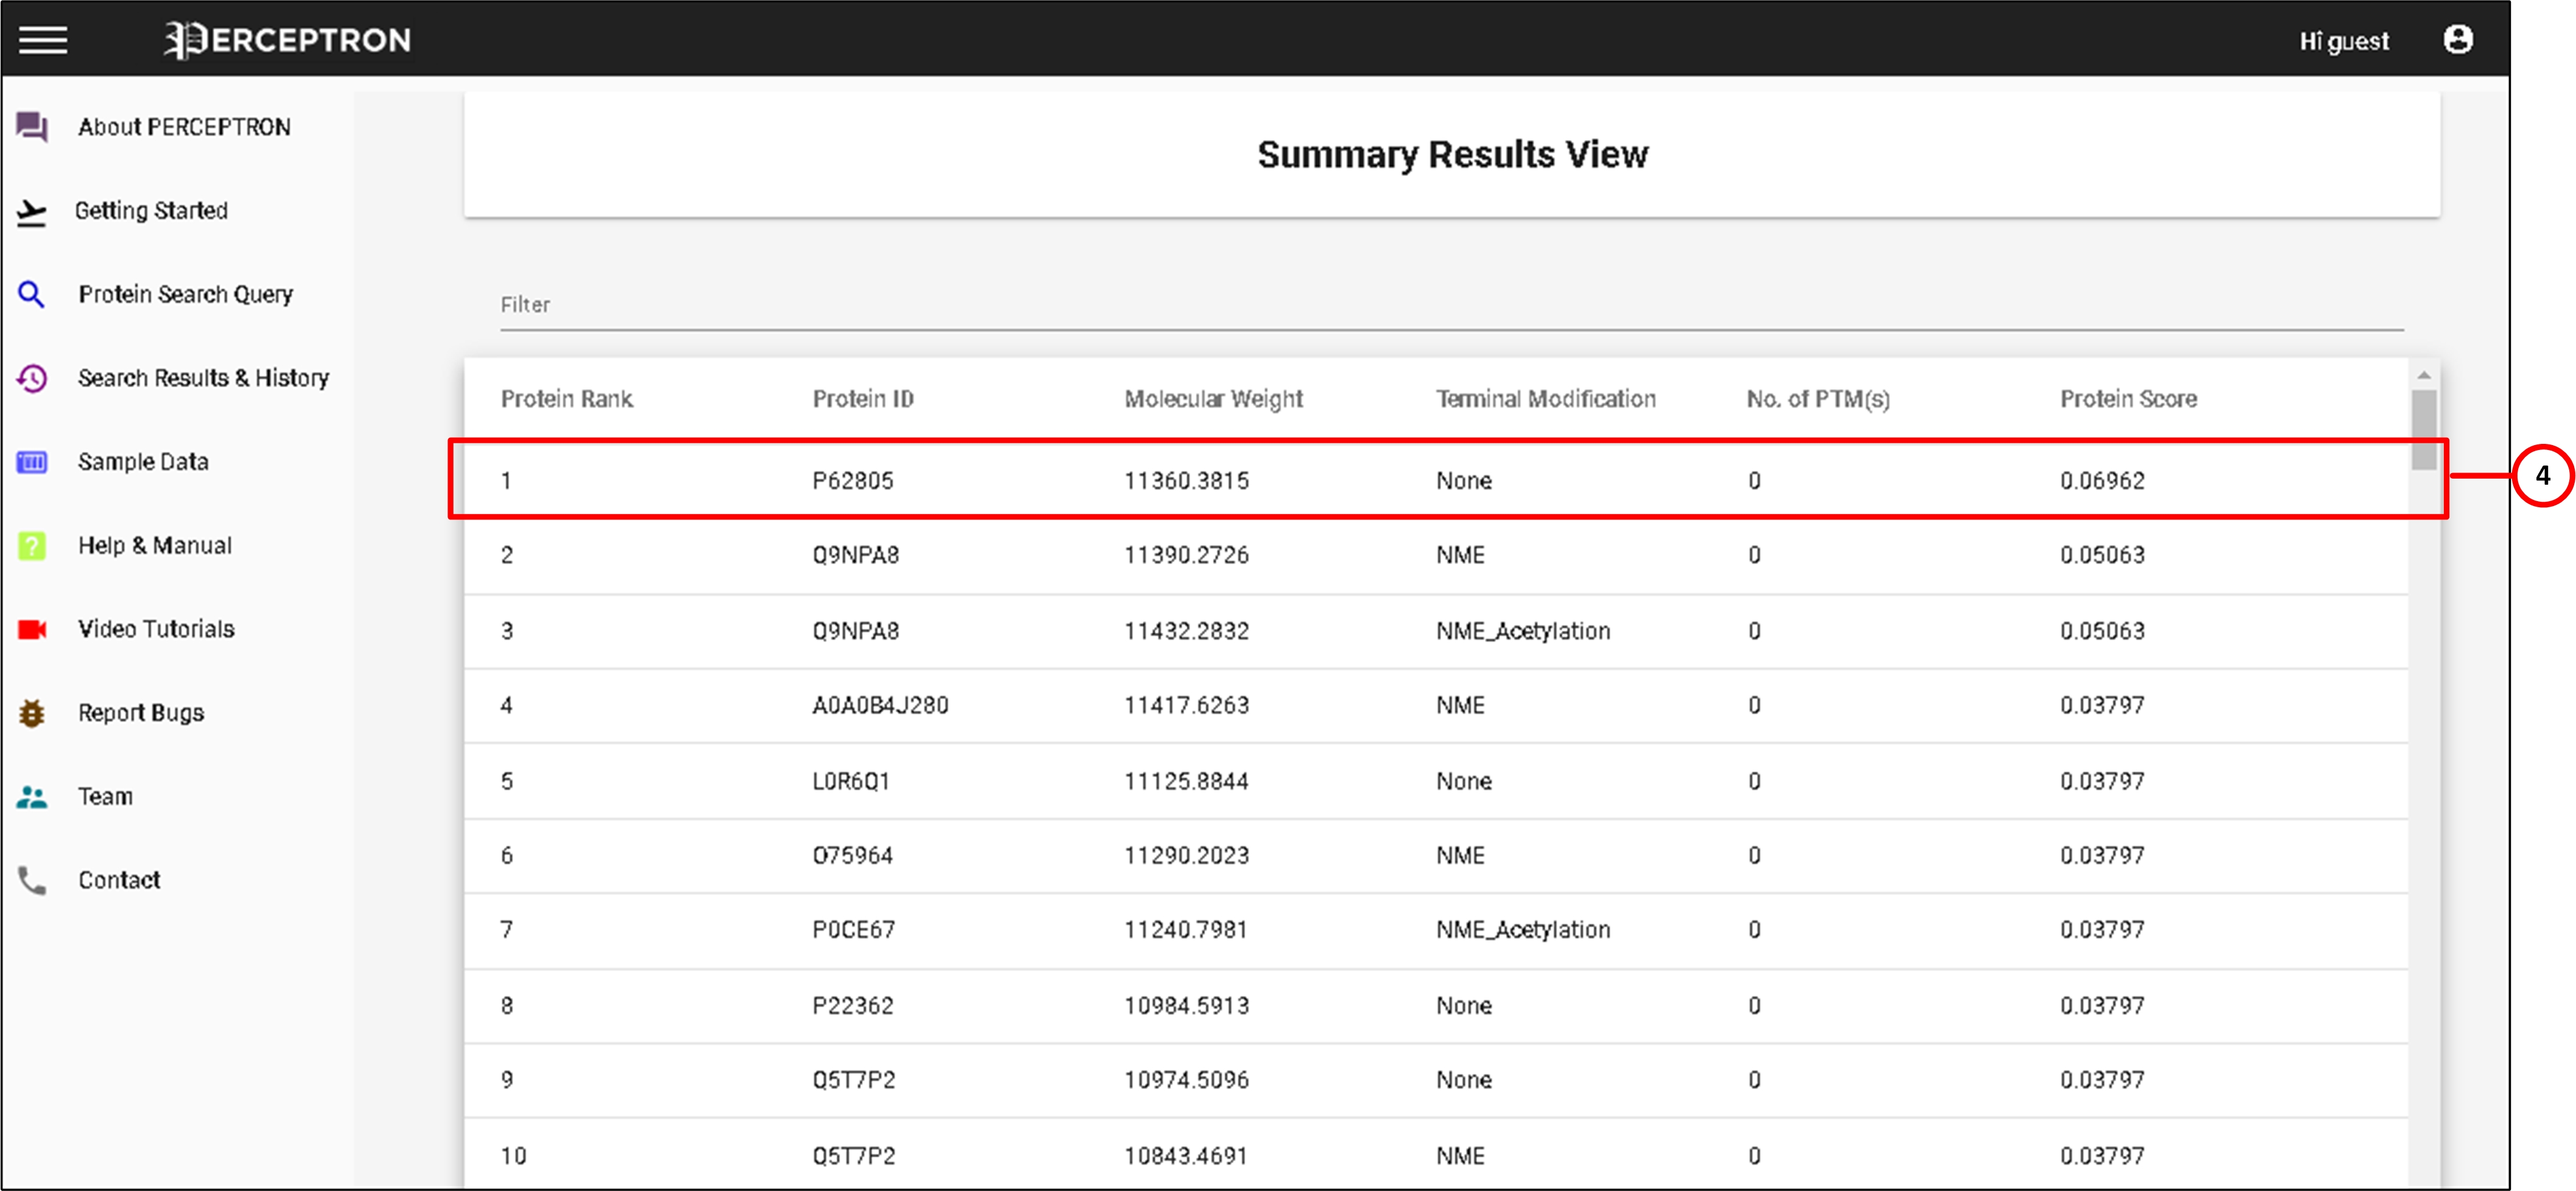 PERCEPTRON
Hi guest
About PERCEPTRON
Getting Started
Protein Search Query
Search Results & History
Sample Data
Help & Manual
Video Tutorials
Report Bugs
Team
Contact
Summary Results View
Filter
Protein Rank Protein ID Molecular Weight Terminal Modification No. of PTM(s) Protein Score
1 P62805 11360.3815 None 0 0.06962
4
2 Q9NPA8 11390.2726 NME 0 0.05063
3 Q9NPA8 11432.2832 NME_Acetylation 0 0.05063
4 A0A0B4J280 11417.6263 NME 0 0.03797
5 L0R6Q1 11125.8844 None 0 0.03797
6 O75964 11290.2023 NME 0 0.03797
7 P0CE67 11240.7981 NME_Acetylation 0 0.03797
8 P22362 10984.5913 None 0 0.03797
9 Q5T7P2 10974.5096 None 0 0.03797
10 Q5T7P2 10843.4691 NME 0 0.03797